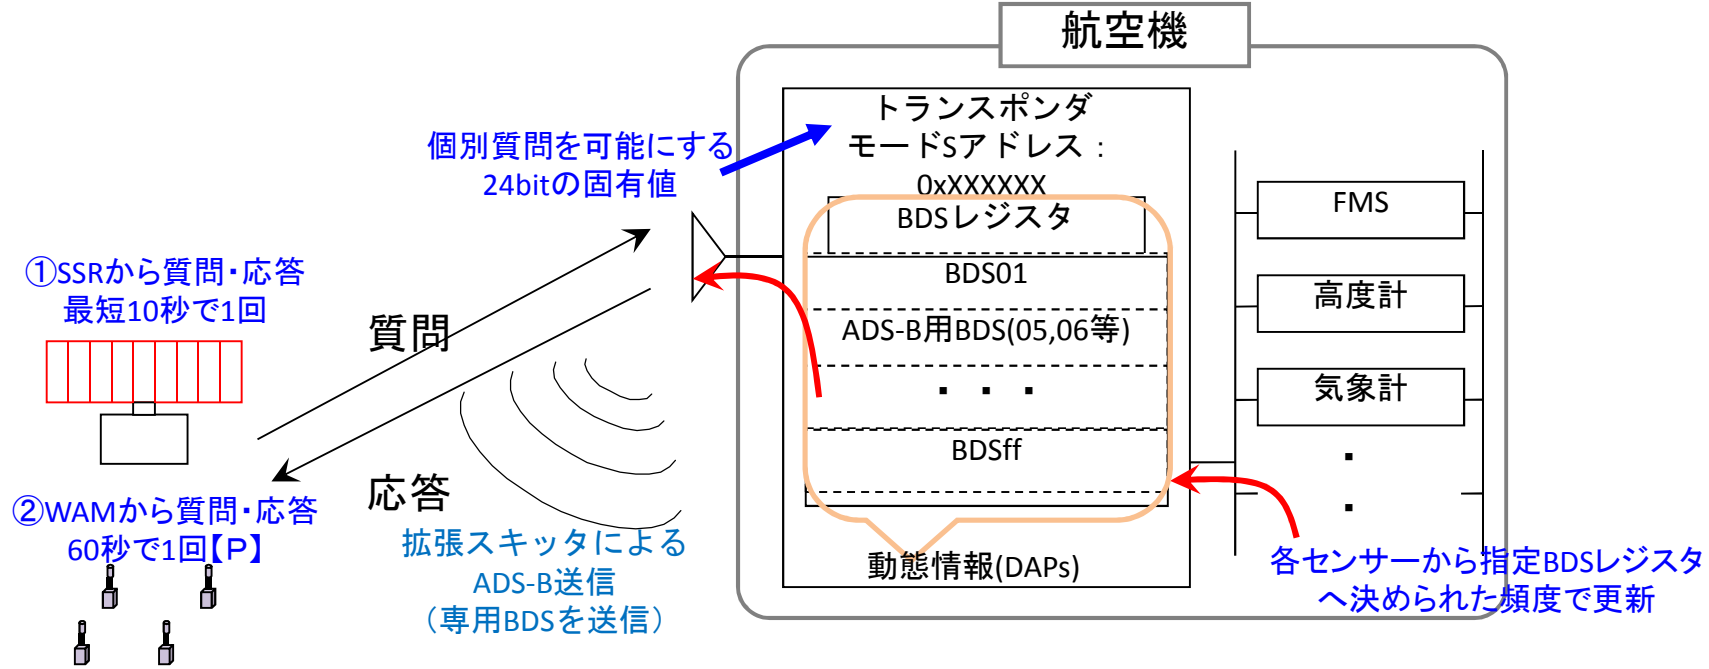 航空機
トランスポンダ
モードSアドレス：
0xXXXXXX
個別質問を可能にする
24bitの固有値
BDSレジスタ
BDS01
ADS-B用BDS(05,06等)
・・・
BDSff
動態情報(DAPs)
FMS
高度計
気象計
・
・
①SSRから質問・応答
最短10秒で1回
質問
応答
②WAMから質問・応答
60秒で1回【P】
拡張スキッタによる
ADS-B送信
（専用BDSを送信）
各センサーから指定BDSレジスタ
へ決められた頻度で更新